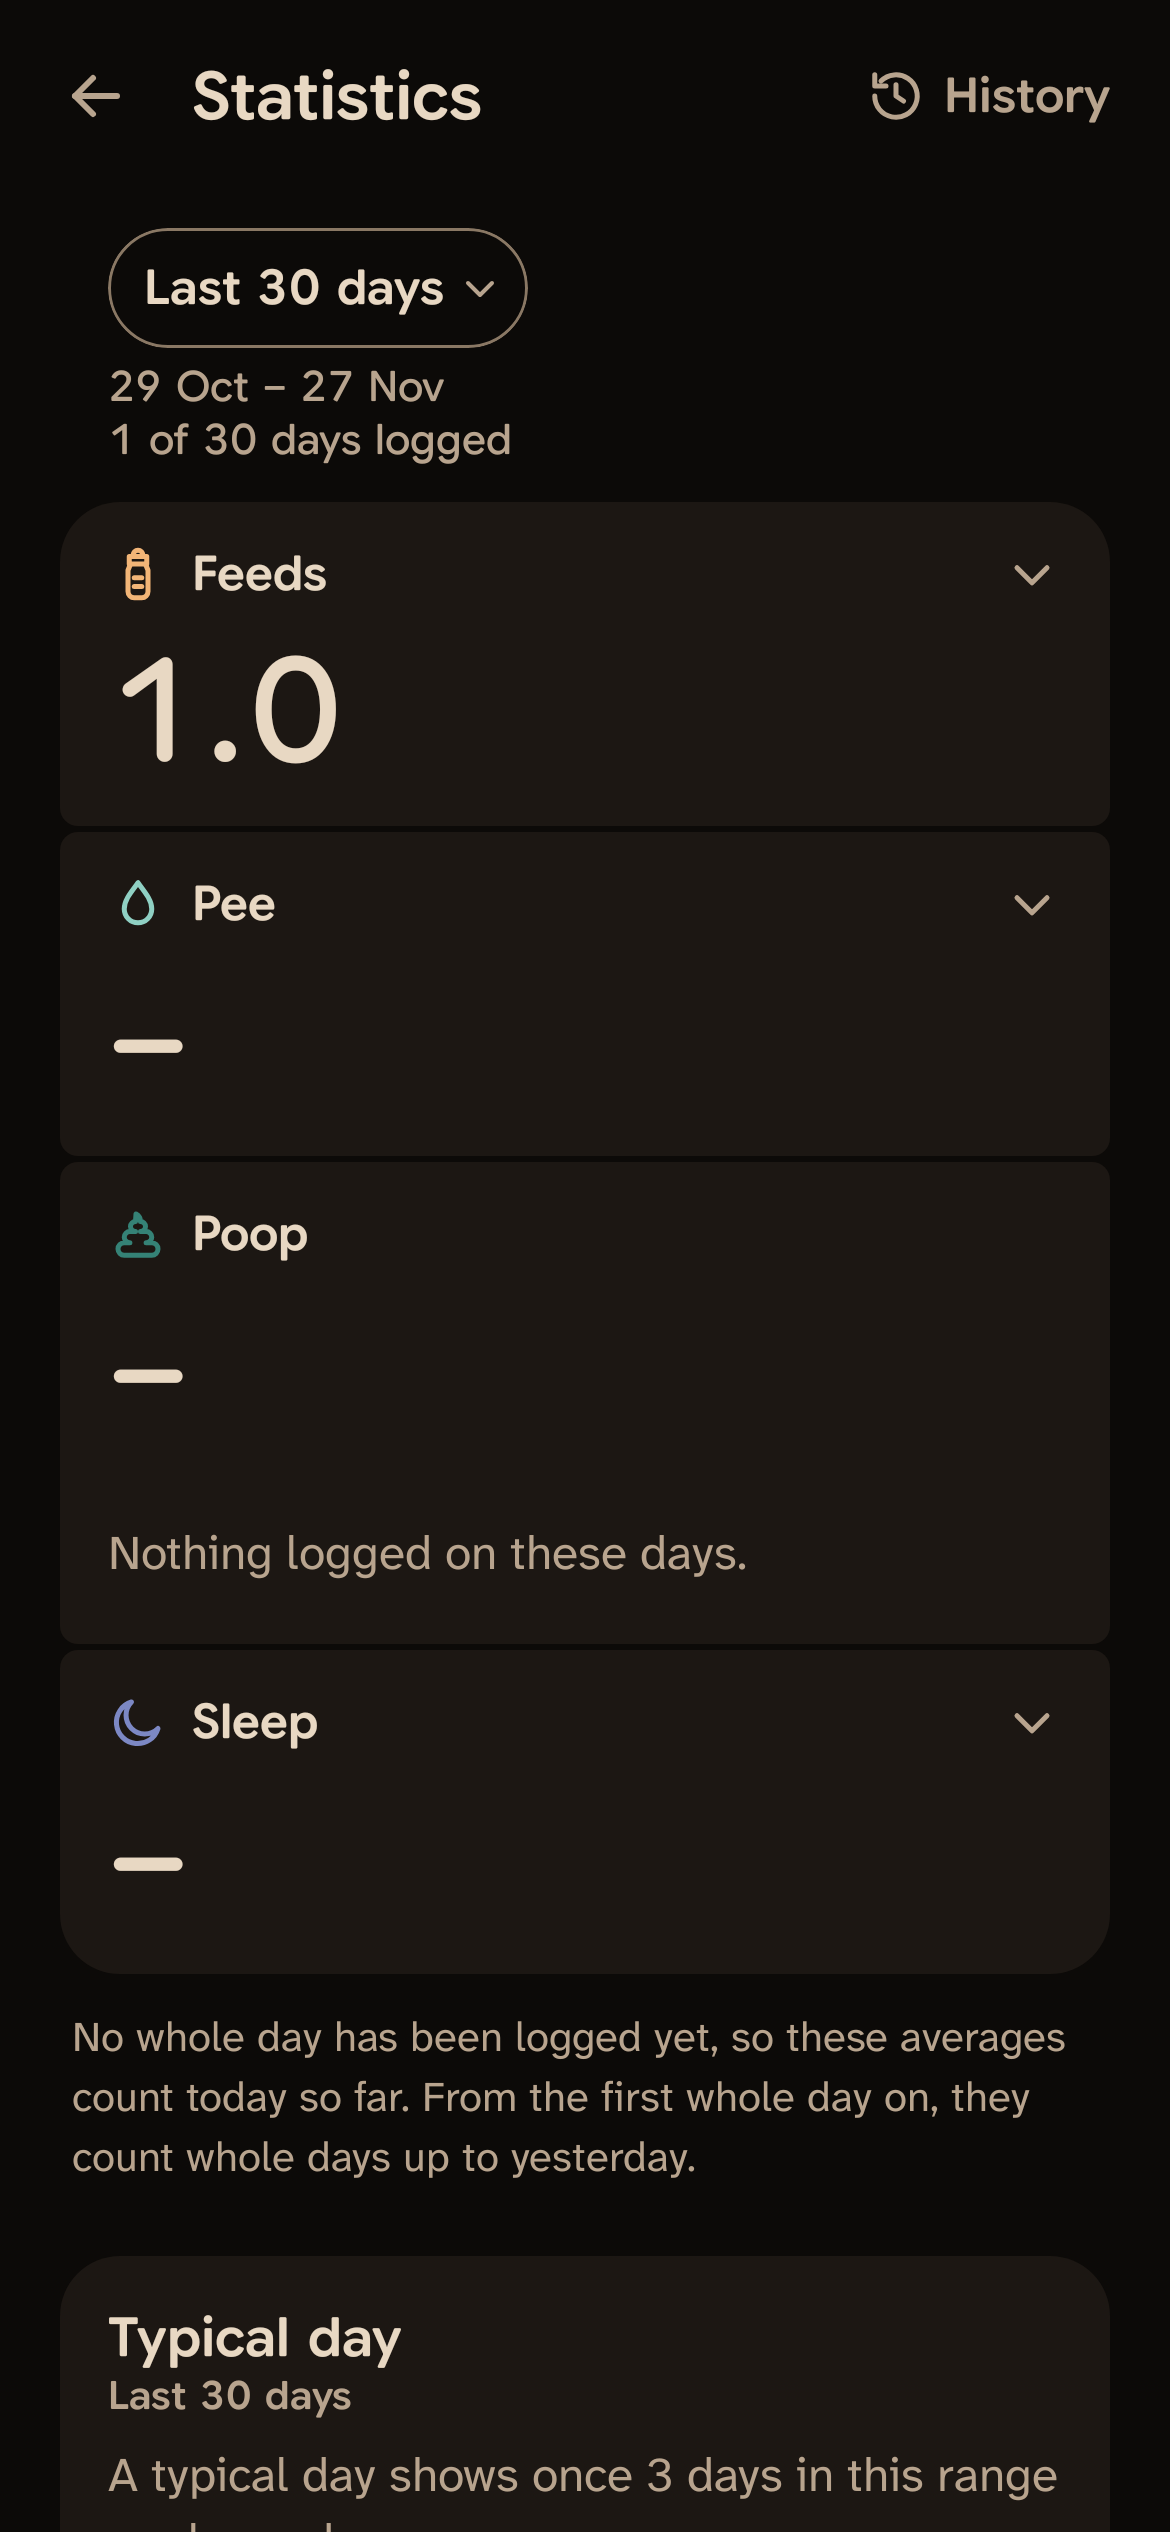 Statistics
History
Last 30 days
29 Oct – 27 Nov
1 of 30 days logged
Feeds
1.0
Pee
–
Poop
–
Nothing logged on these days.
Sleep
–
No whole day has been logged yet, so these averages
count today so far. From the first whole day on, they
count whole days up to yesterday.
Typical day
Last 30 days
A typical day shows once 3 days in this range